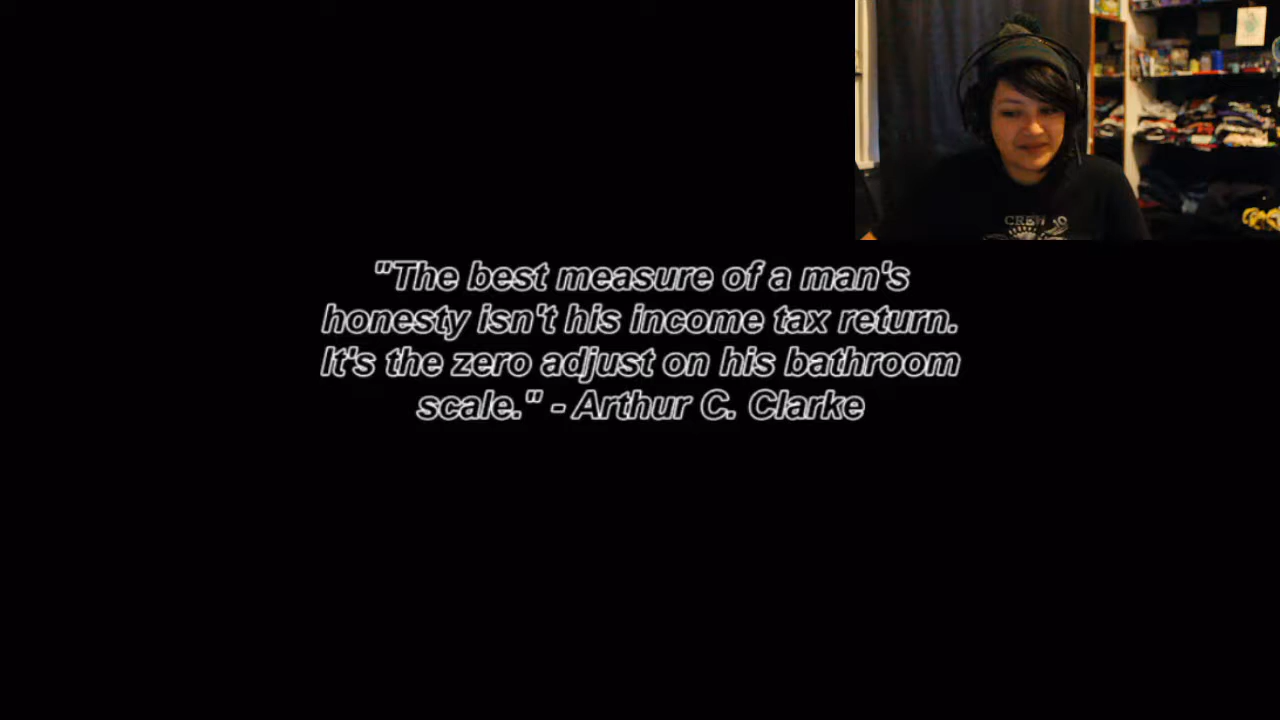 CREW
"The best measure of a man's
honesty isn't his income tax return.
It's the zero adjust on his bathroom
scale." - Arthur C. Clarke